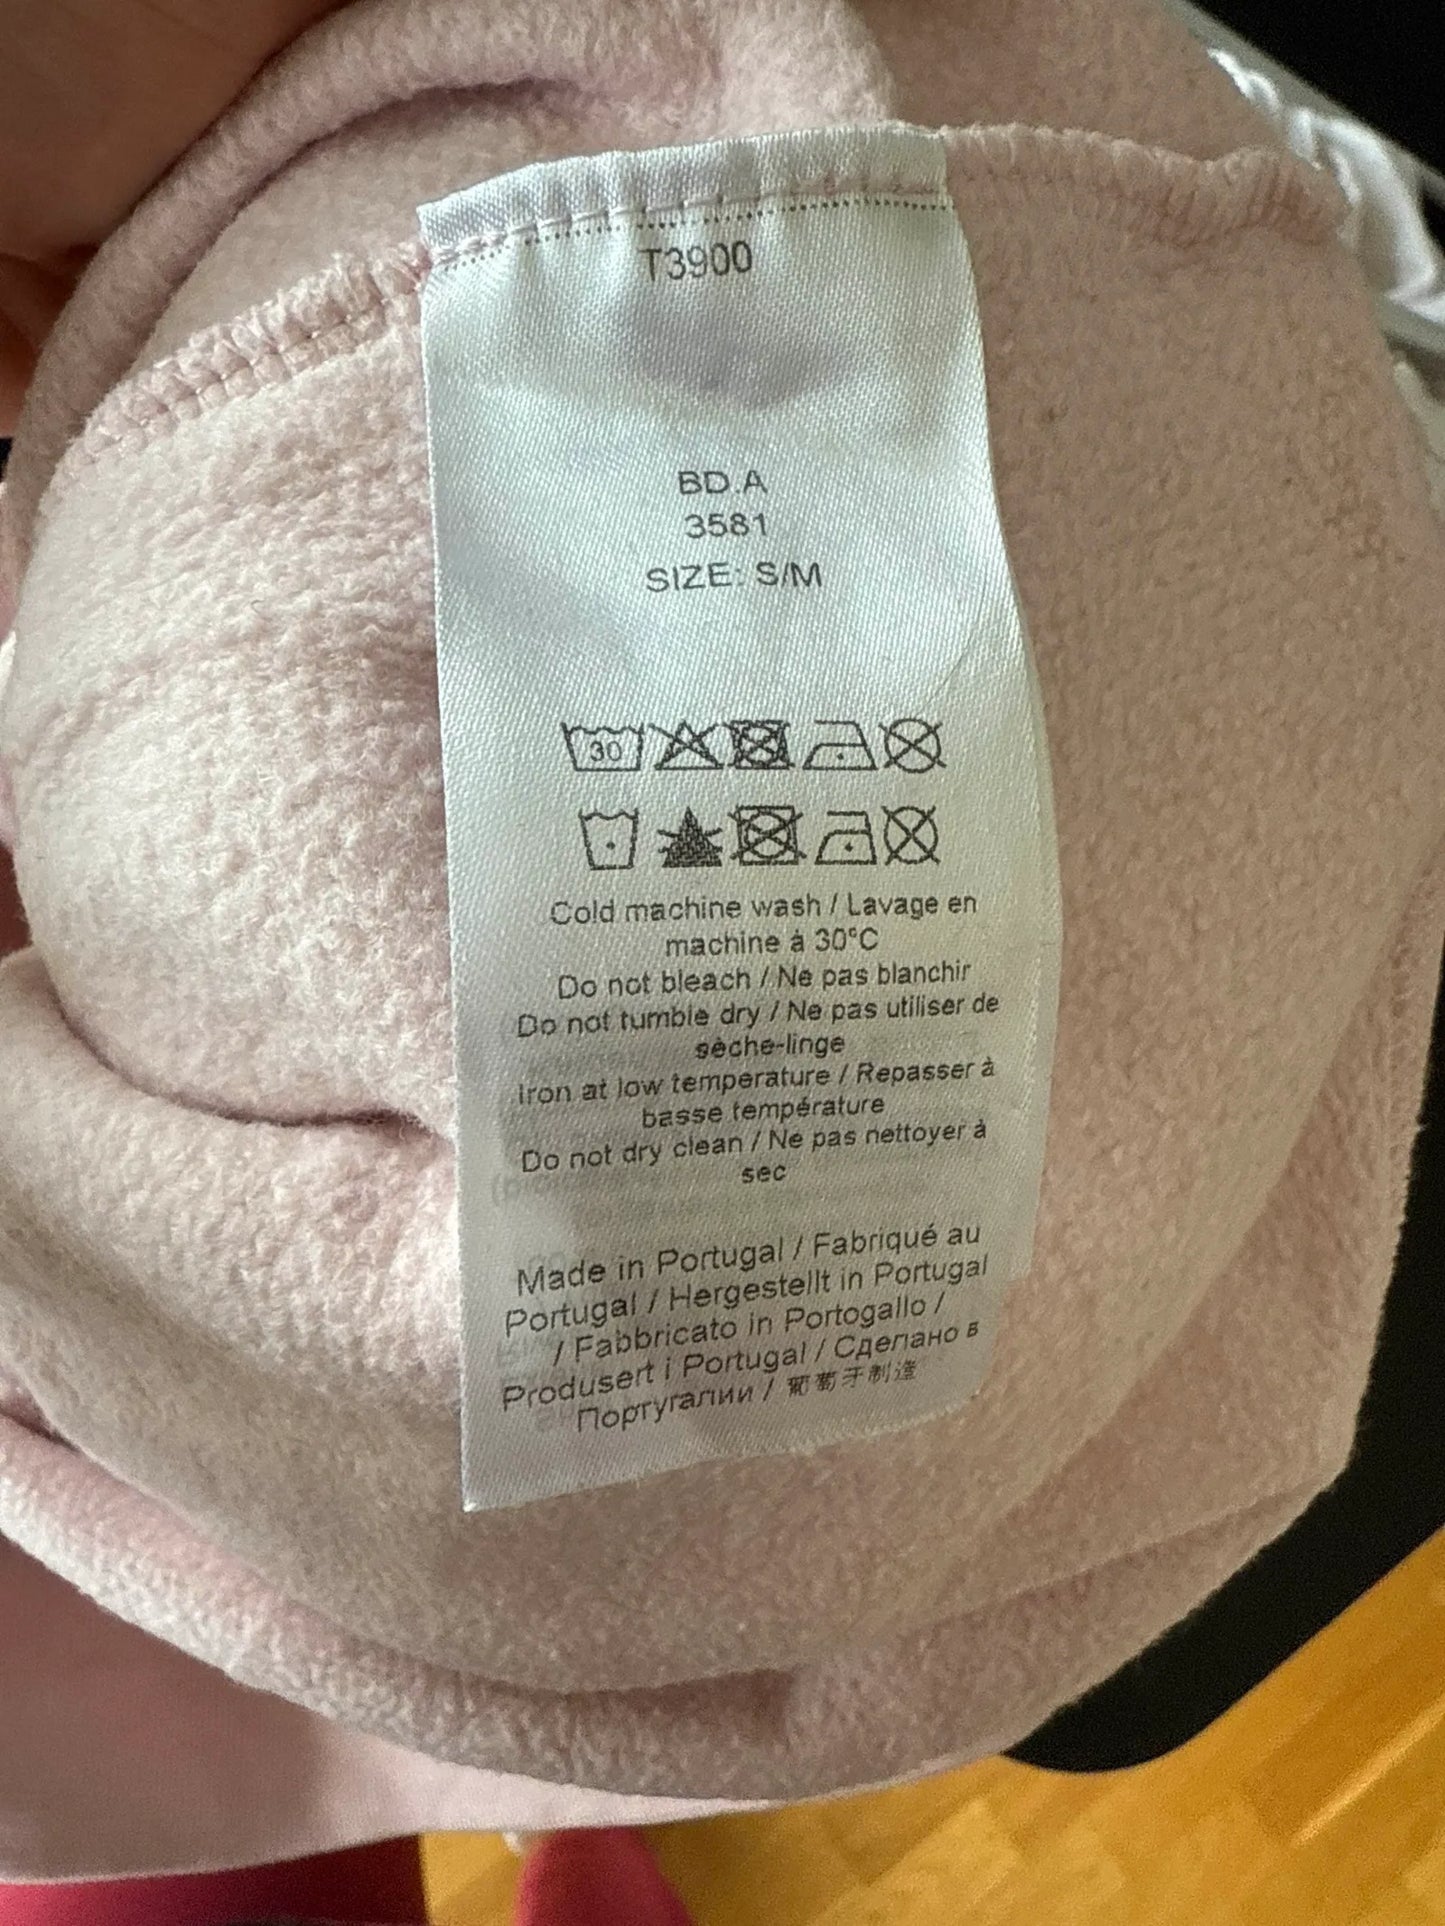 T3900
BD.A
3581
SIZE: S/M
30
Cold machine wash / Lavage en
machine à 30°C
Do not bleach / Ne pas blanchir
Do not tumble dry / Ne pas utiliser de
sèche-linge
Iron at low temperature / Repasser à
basse température
Do not dry clean / Ne pas nettoyer à
sec
Made in Portugal / Fabriqué au
Portugal / Hergestellt in Portugal
/ Fabbricato in Portogallo /
Produsert i Portugal / Сделано в
Португалии / 葡萄牙制造